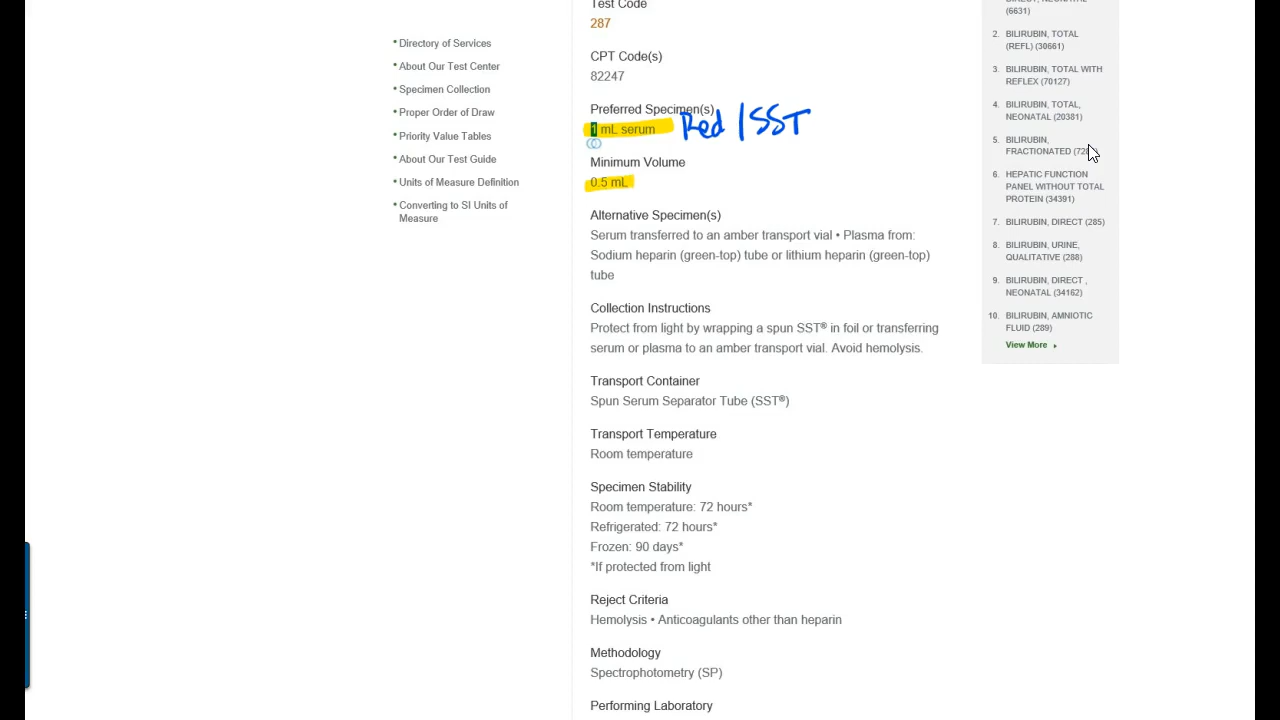 • Directory of Services
• About Our Test Center
• Specimen Collection
• Proper Order of Draw
• Priority Value Tables
• About Our Test Guide
• Units of Measure Definition
• Converting to SI Units of
Measure
Test Code
287
CPT Code(s)
82247
Preferred Specimen(s)
1 mL serum Red / SST
Minimum Volume
0.5 mL
Alternative Specimen(s)
Serum transferred to an amber transport vial • Plasma from:
Sodium heparin (green-top) tube or lithium heparin (green-top)
tube
Collection Instructions
Protect from light by wrapping a spun SST® in foil or transferring
serum or plasma to an amber transport vial. Avoid hemolysis.
Transport Container
Spun Serum Separator Tube (SST®)
Transport Temperature
Room temperature
Specimen Stability
Room temperature: 72 hours*
Refrigerated: 72 hours*
Frozen: 90 days*
*If protected from light
Reject Criteria
Hemolysis • Anticoagulants other than heparin
Methodology
Spectrophotometry (SP)
Performing Laboratory
(6631)
2. BILIRUBIN, TOTAL
(REFL) (30661)
3. BILIRUBIN, TOTAL WITH
REFLEX (70127)
4. BILIRUBIN, TOTAL,
NEONATAL (20381)
5. BILIRUBIN,
FRACTIONATED
6. HEPATIC FUNCTION
PANEL WITHOUT TOTAL
PROTEIN (34391)
7. BILIRUBIN, DIRECT (285)
8. BILIRUBIN, URINE,
QUALITATIVE (288)
9. BILIRUBIN, DIRECT ,
NEONATAL (34162)
10. BILIRUBIN, AMNIOTIC
FLUID (289)
View More